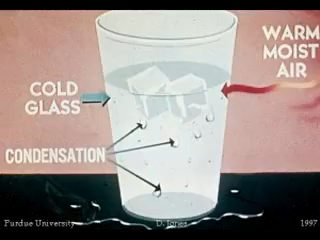 WARM
MOIST
AIR
COLD
GLASS
CONDENSATION
Purdue University
D. Jones
1997